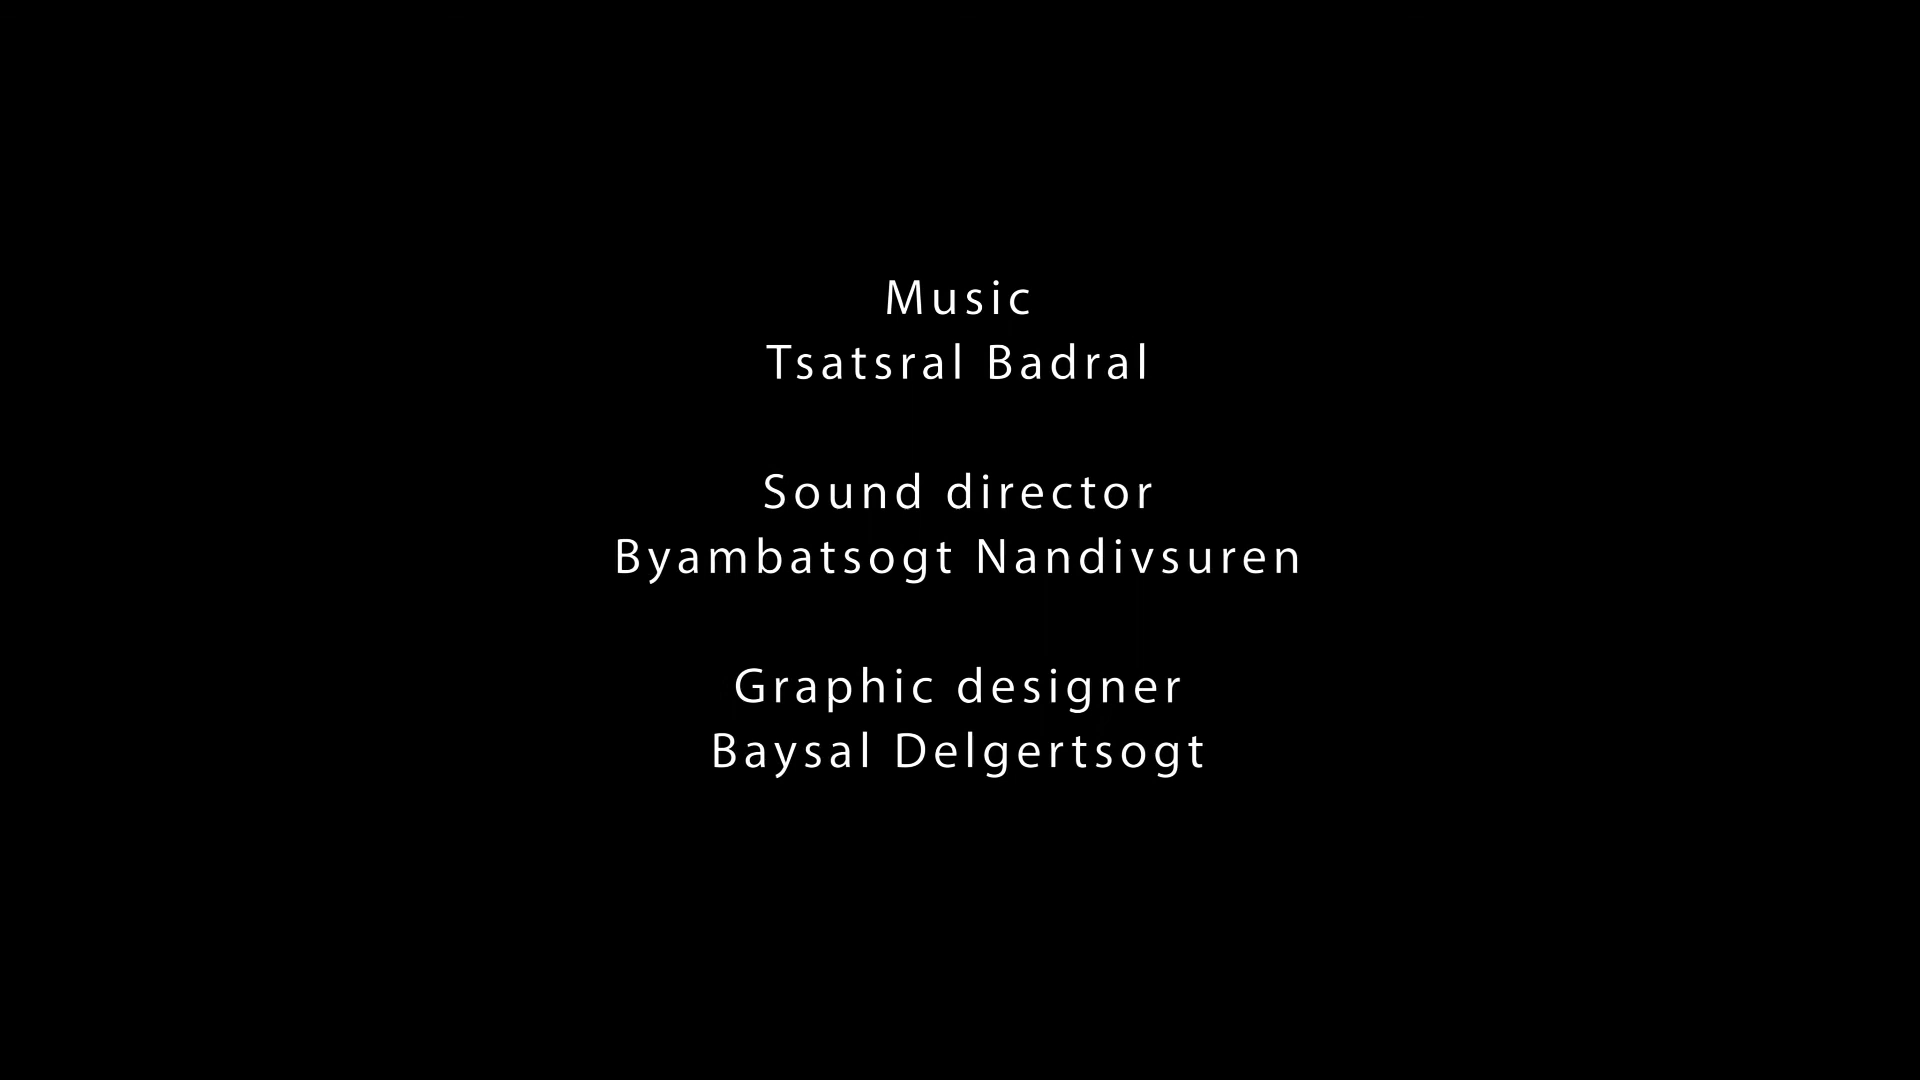 Music
Tsatsral Badral
Sound director
Byambatsogt Nandivsuren
Graphic designer
Baysal Delgertsogt